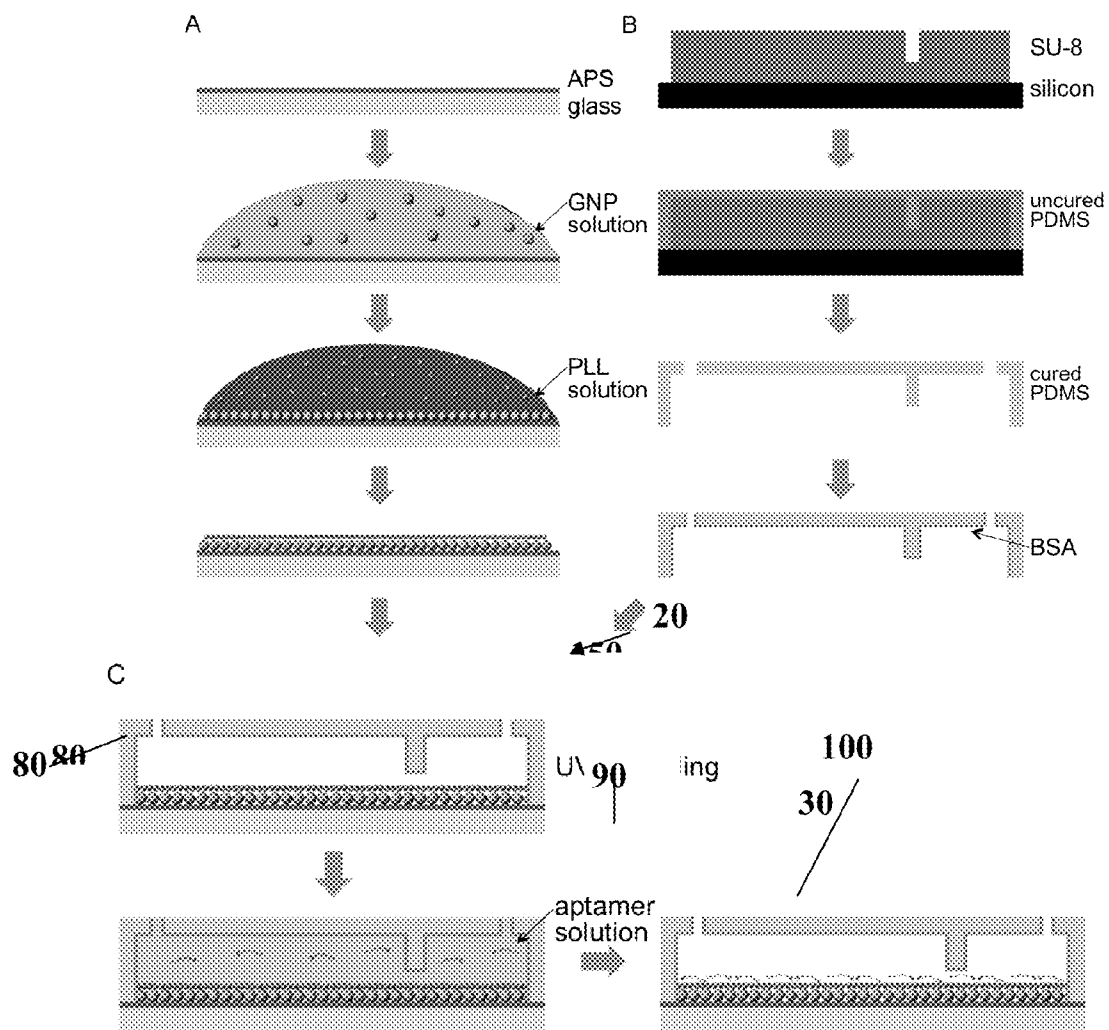 A
APS
glass
GNP
solution
PLL
solution
B
SU-8
silicon
uncured
PDMS
cured
PDMS
BSA
20
C
80 80
90
100
30
aptamer
solution